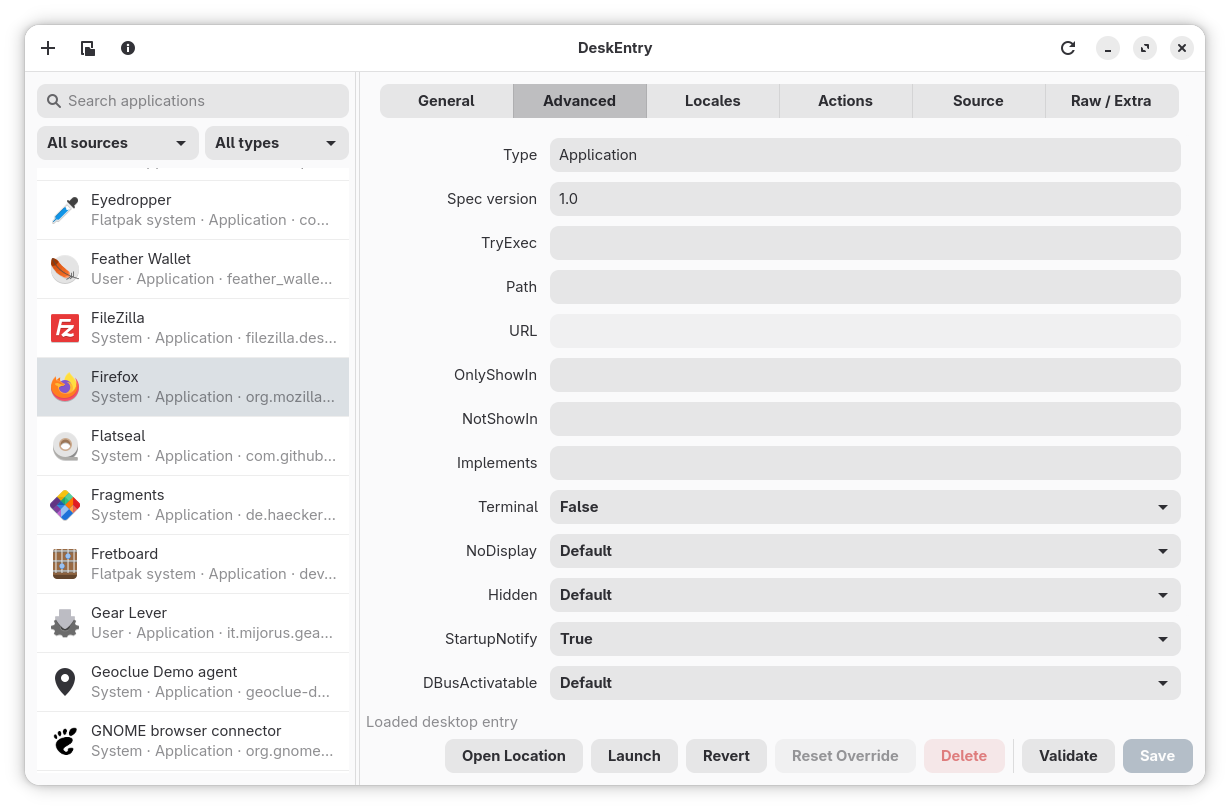 DeskEntry
Search applications
All sources
All types
Eyedropper
Flatpak system · Application · co...
Feather Wallet
User · Application · feather_walle...
FileZilla
System · Application · filezilla.des...
Firefox
System · Application · org.mozilla...
Flatseal
System · Application · com.github...
Fragments
System · Application · de.haecker...
Fretboard
Flatpak system · Application · dev...
Gear Lever
User · Application · it.mijorus.gea...
Geoclue Demo agent
System · Application · geoclue-d...
GNOME browser connector
System · Application · org.gnome...
General
Advanced
Locales
Actions
Source
Raw / Extra
Type
Application
Spec version
1.0
TryExec
Path
URL
OnlyShowIn
NotShowIn
Implements
Terminal
False
NoDisplay
Default
Hidden
Default
StartupNotify
True
DBusActivatable
Default
Loaded desktop entry
Open Location
Launch
Revert
Reset Override
Delete
Validate
Save